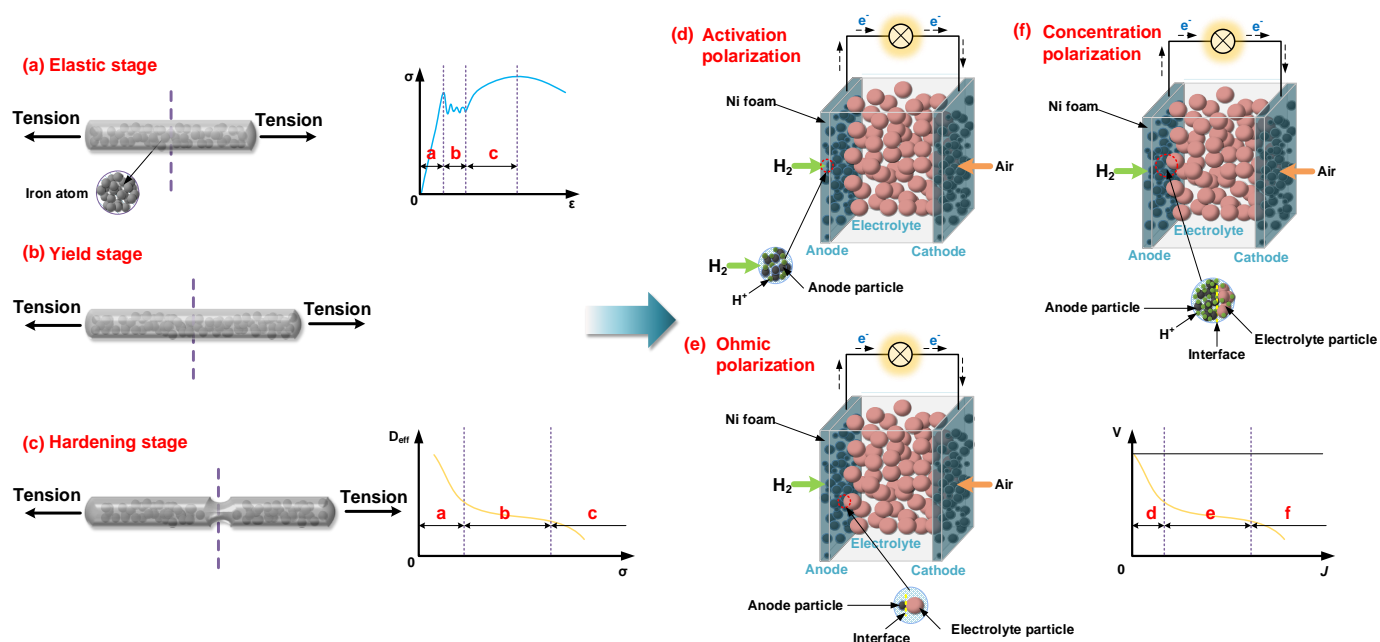 (a) Elastic stage
Tension
Tension
Iron atom
σ
a
b
c
0
ε
(b) Yield stage
Tension
Tension
(c) Hardening stage
Tension
Tension
D_eff
a
b
c
0
σ
(d) Activation
polarization
e⁻
e⁻
Ni foam
H₂
Air
Electrolyte
Anode
Cathode
H₂
H⁺
Anode particle
(e) Ohmic
polarization
e⁻
e⁻
Ni foam
H₂
Air
Electrolyte
Anode
Cathode
Anode particle
Interface
Electrolyte particle
(f) Concentration
polarization
e⁻
e⁻
Ni foam
H₂
Air
Electrolyte
Anode
Cathode
Anode particle
H⁺
Interface
Electrolyte particle
V
d
e
f
0
J